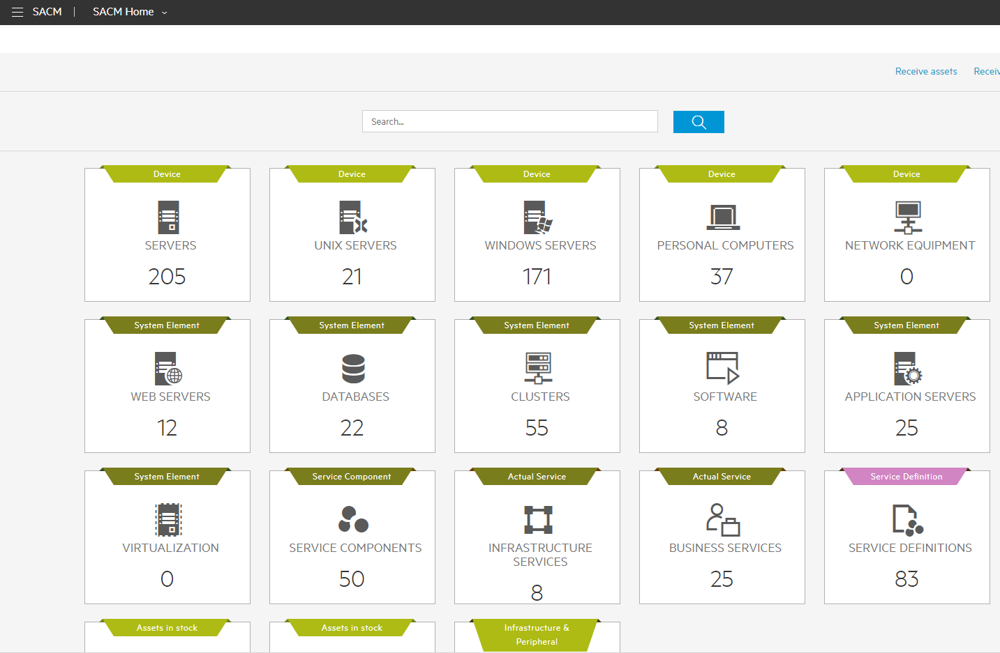 SACM | SACM Home
Receive assets Receiv
Search...
Device Device Device Device Device
SERVERS UNIX SERVERS WINDOWS SERVERS PERSONAL COMPUTERS NETWORK EQUIPMENT
205 21 171 37 0
System Element System Element System Element System Element System Element
WEB SERVERS DATABASES CLUSTERS SOFTWARE APPLICATION SERVERS
12 22 55 8 25
System Element Service Component Actual Service Actual Service Service Definition
VIRTUALIZATION SERVICE COMPONENTS INFRASTRUCTURE BUSINESS SERVICES SERVICE DEFINITIONS
SERVICES
0 50 8 25 83
Assets in stock Assets in stock Infrastructure &
Peripheral